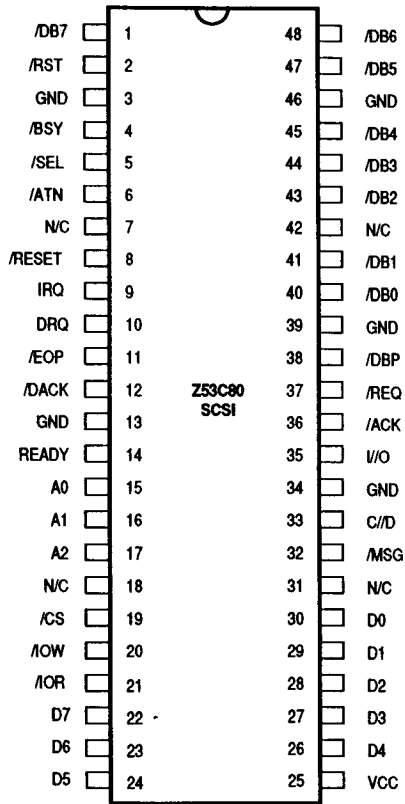 /DB7 1 48 /DB6
/RST 2 47 /DB5
GND 3 46 GND
/BSY 4 45 /DB4
/SEL 5 44 /DB3
/ATN 6 43 /DB2
N/C 7 42 N/C
/RESET 8 41 /DB1
IRQ 9 40 /DB0
DRQ 10 39 GND
/EOP 11 38 /DBP
/DACK 12 Z53C80 37 /REQ
SCSI
GND 13 36 /ACK
READY 14 35 I//O
A0 15 34 GND
A1 16 33 C//D
A2 17 32 /MSG
N/C 18 31 N/C
/CS 19 30 D0
/IOW 20 29 D1
/IOR 21 28 D2
D7 22 27 D3
D6 23 26 D4
D5 24 25 VCC